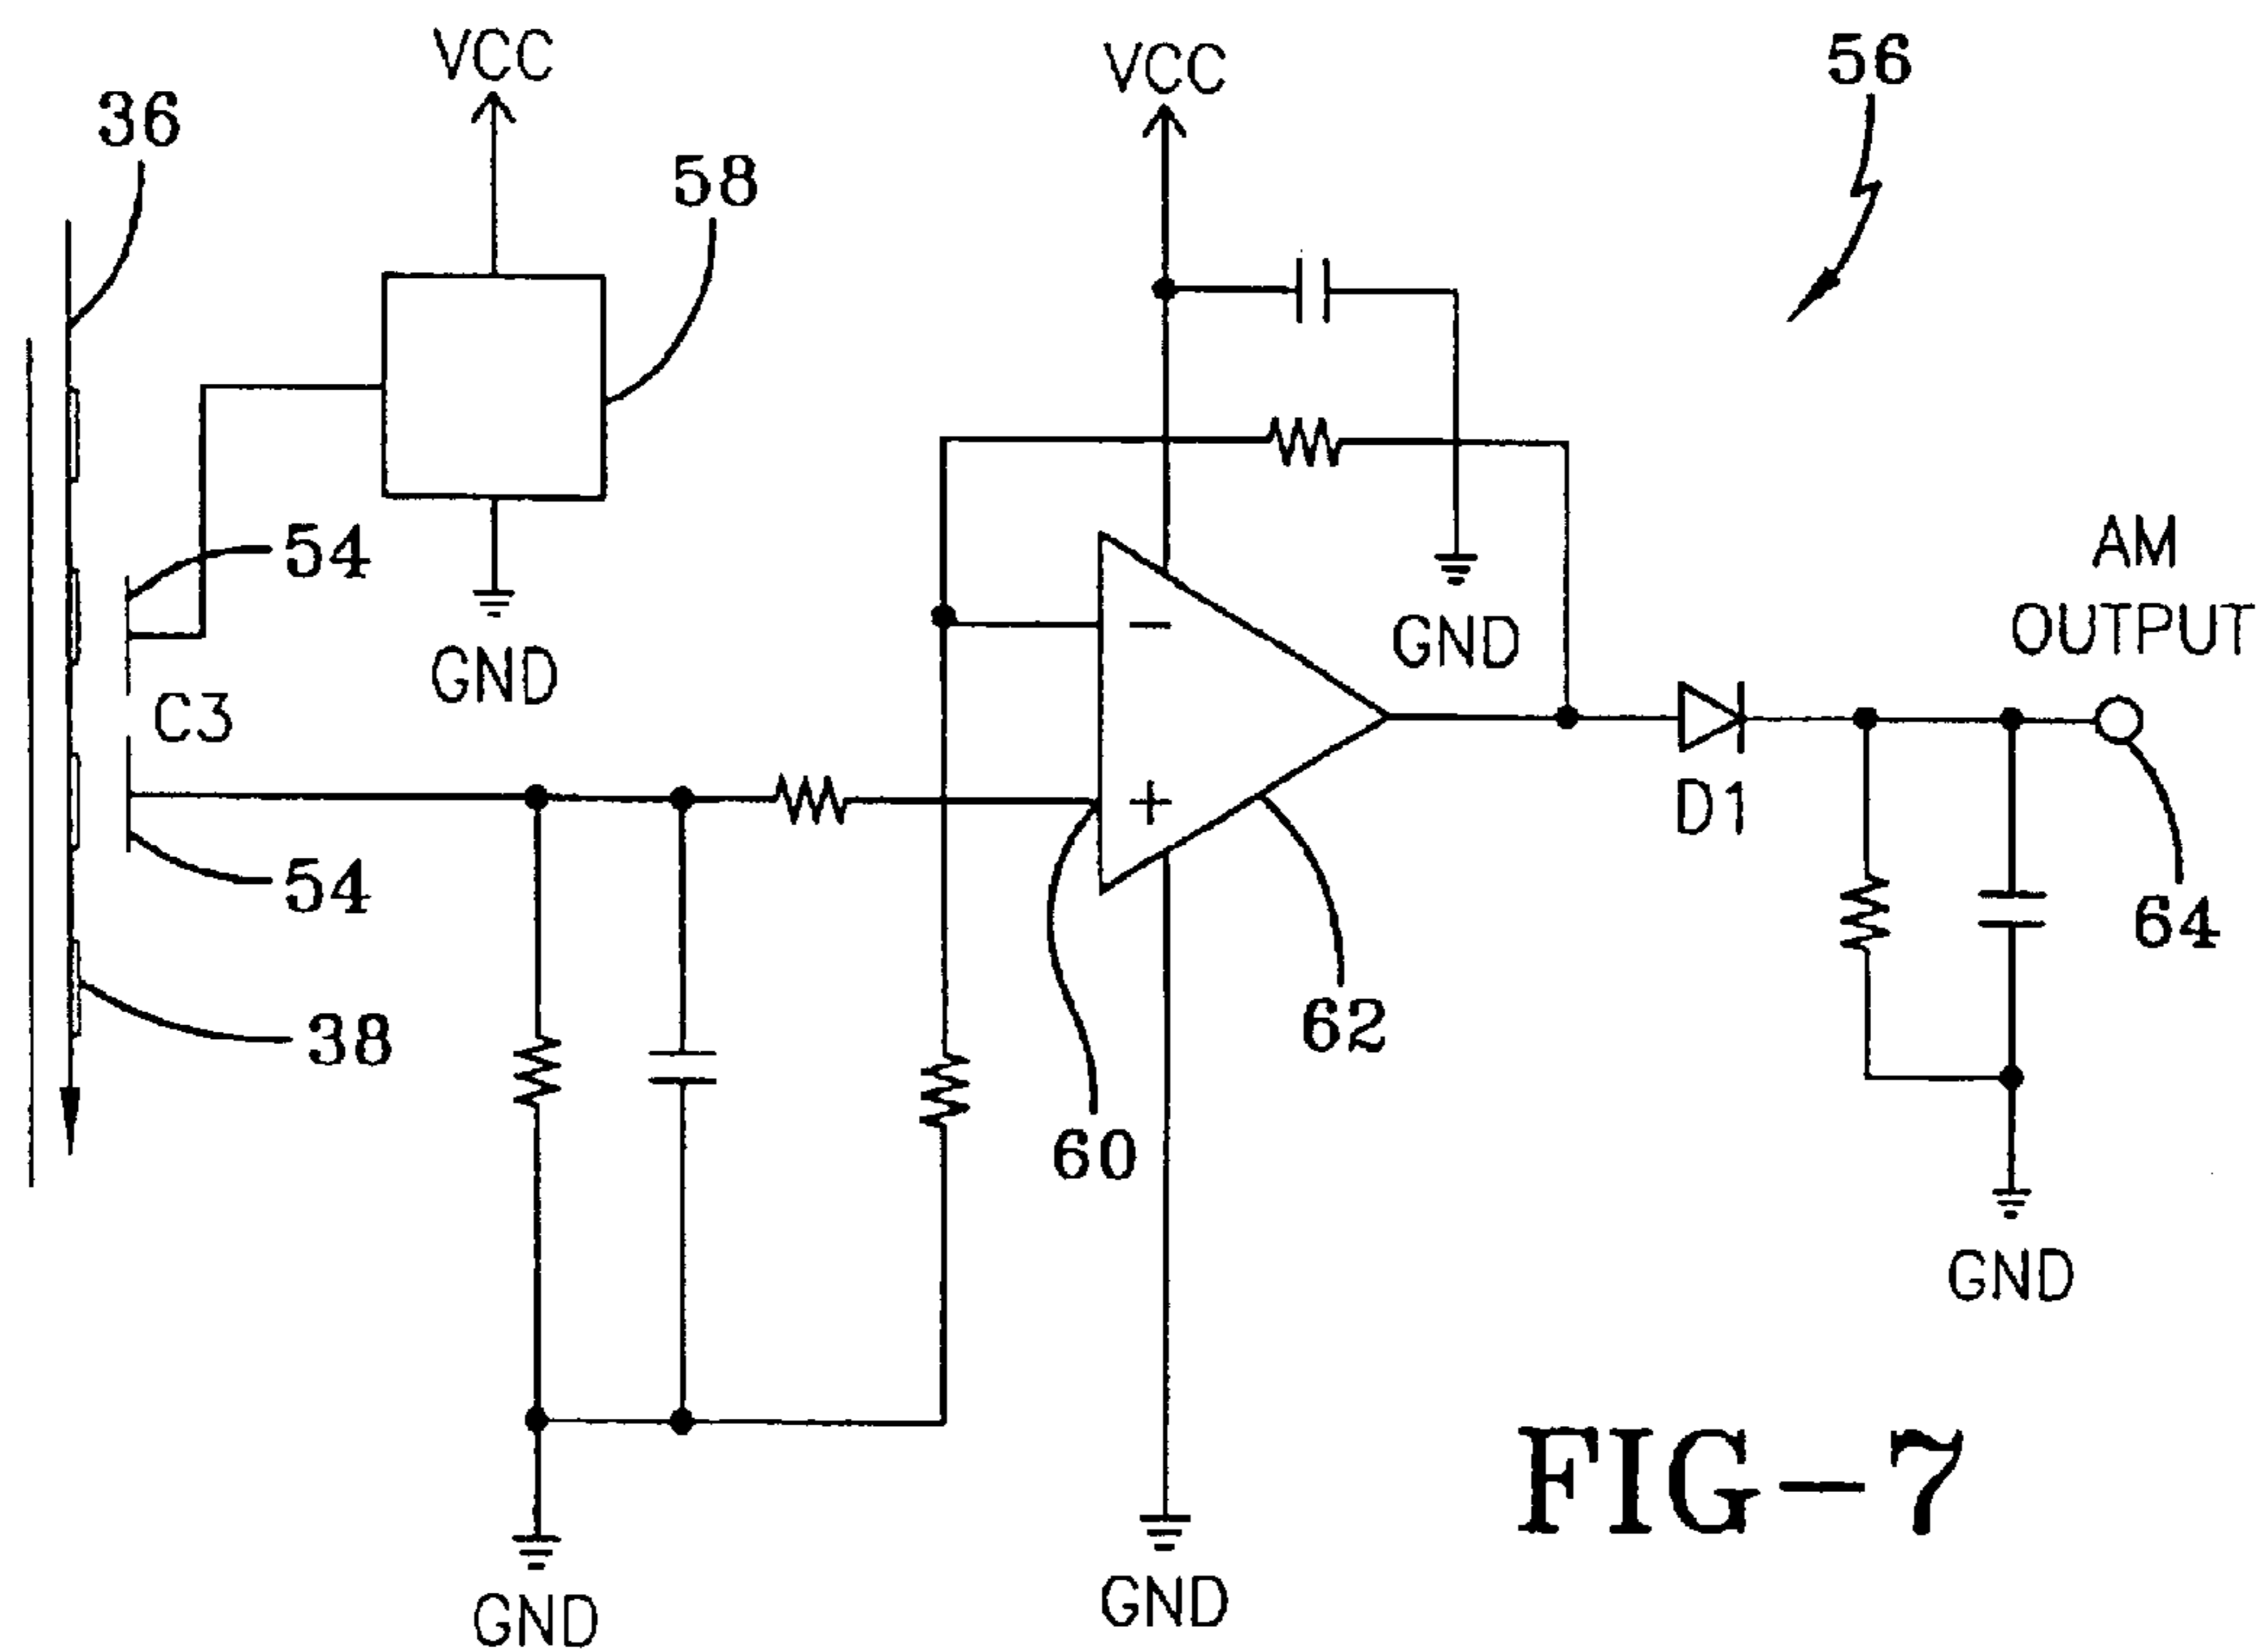 VCC
VCC
56
36
58
54
AM
OUTPUT
GND
GND
C3
D1
54
64
38
62
60
GND
FIG-7
GND
GND